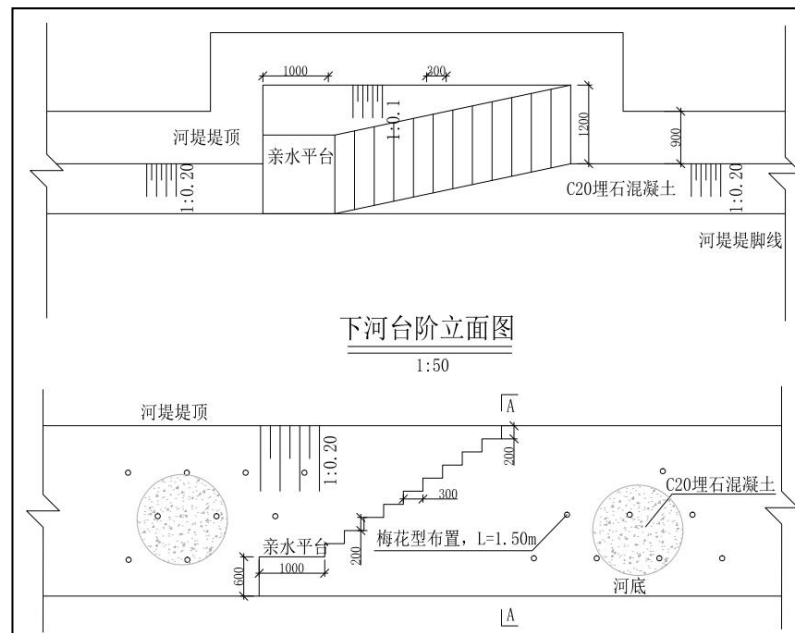 1000
300
1:0.1
河堤堤顶
1200
900
亲水平台
1:0.20
C20埋石混凝土
1:0.20
河堤堤脚线
下河台阶立面图
1:50
河堤堤顶
A
1:0.20
200
C20埋石混凝土
300
梅花型布置，L=1.50m
200
亲水平台
1000
600
河底
A